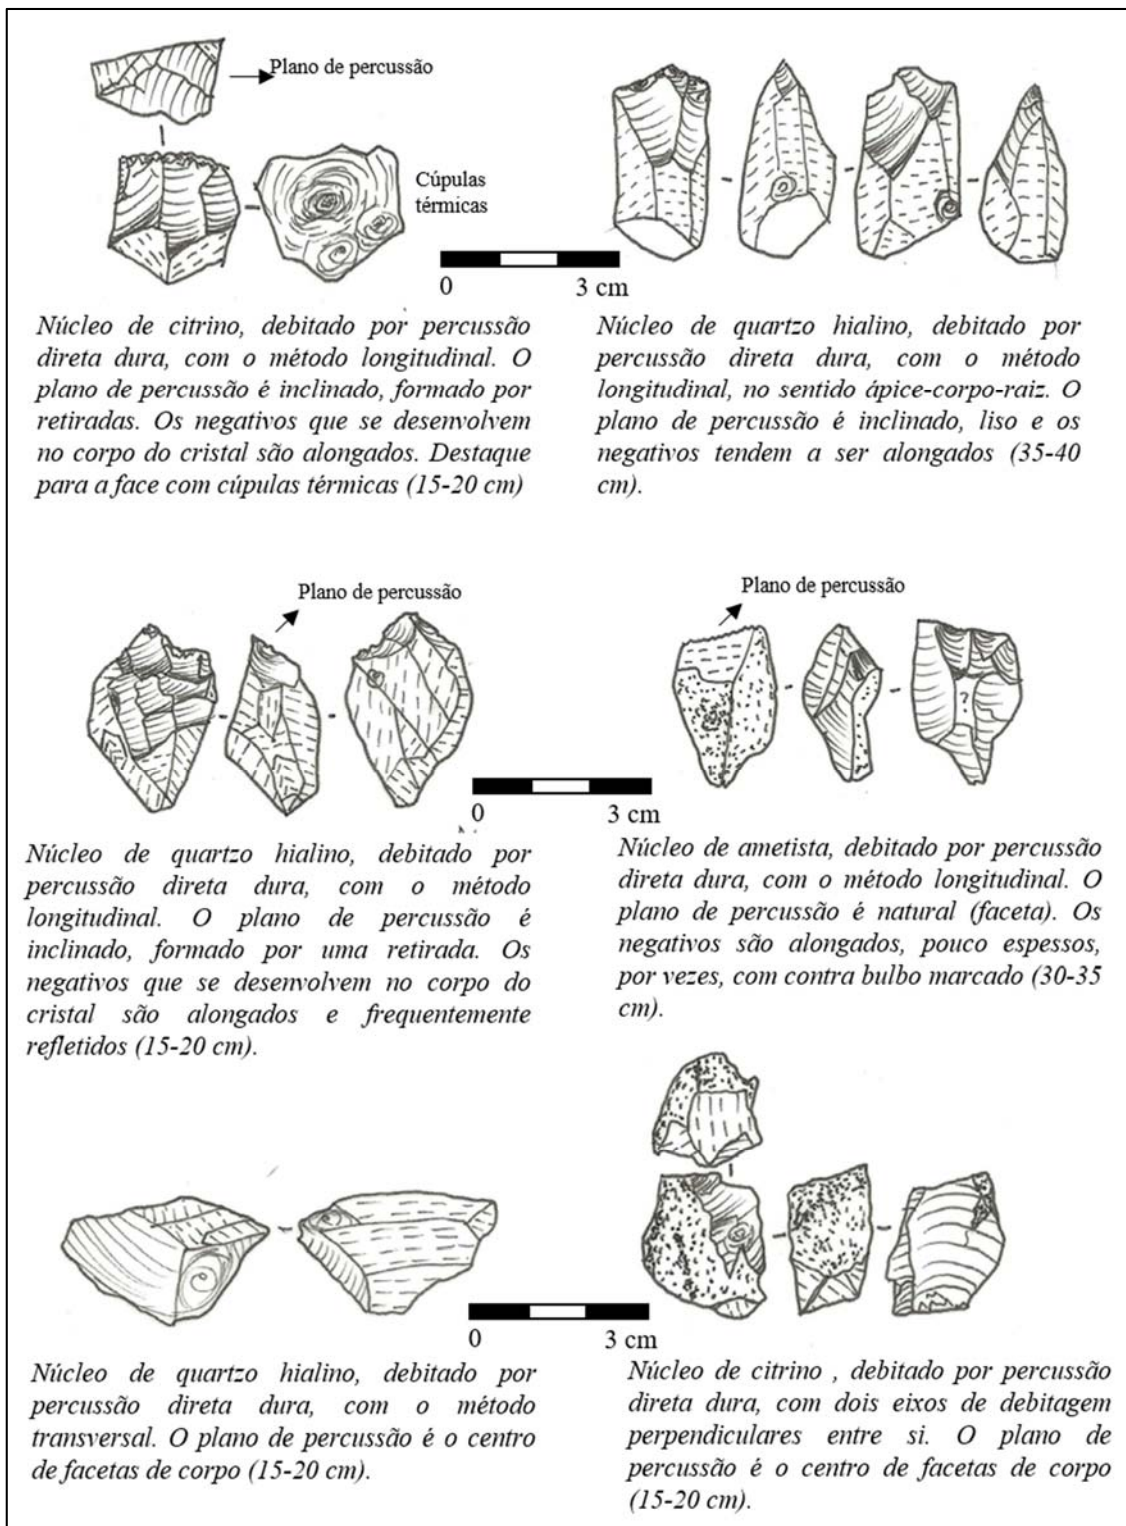 Plano de percussão
Cúpulas
térmicas
0 3 cm
Núcleo de citrino, debitado por percussão
direta dura, com o método longitudinal. O
plano de percussão é inclinado, formado por
retiradas. Os negativos que se desenvolvem
no corpo do cristal são alongados. Destaque
para a face com cúpulas térmicas (15-20 cm)
Núcleo de quartzo hialino, debitado por
percussão direta dura, com o método
longitudinal, no sentido ápice-corpo-raiz. O
plano de percussão é inclinado, liso e os
negativos tendem a ser alongados (35-40
cm).
Plano de percussão
Plano de percussão
?
0 3 cm
Núcleo de quartzo hialino, debitado por
percussão direta dura, com o método
longitudinal. O plano de percussão é
inclinado, formado por uma retirada. Os
negativos que se desenvolvem no corpo do
cristal são alongados e frequentemente
refletidos (15-20 cm).
Núcleo de ametista, debitado por percussão
direta dura, com o método longitudinal. O
plano de percussão é natural (faceta). Os
negativos são alongados, pouco espessos,
por vezes, com contra bulbo marcado (30-35
cm).
0 3 cm
Núcleo de quartzo hialino, debitado por
percussão direta dura, com o método
transversal. O plano de percussão é o centro
de facetas de corpo (15-20 cm).
Núcleo de citrino , debitado por percussão
direta dura, com dois eixos de debitagem
perpendiculares entre si. O plano de
percussão é o centro de facetas de corpo
(15-20 cm).